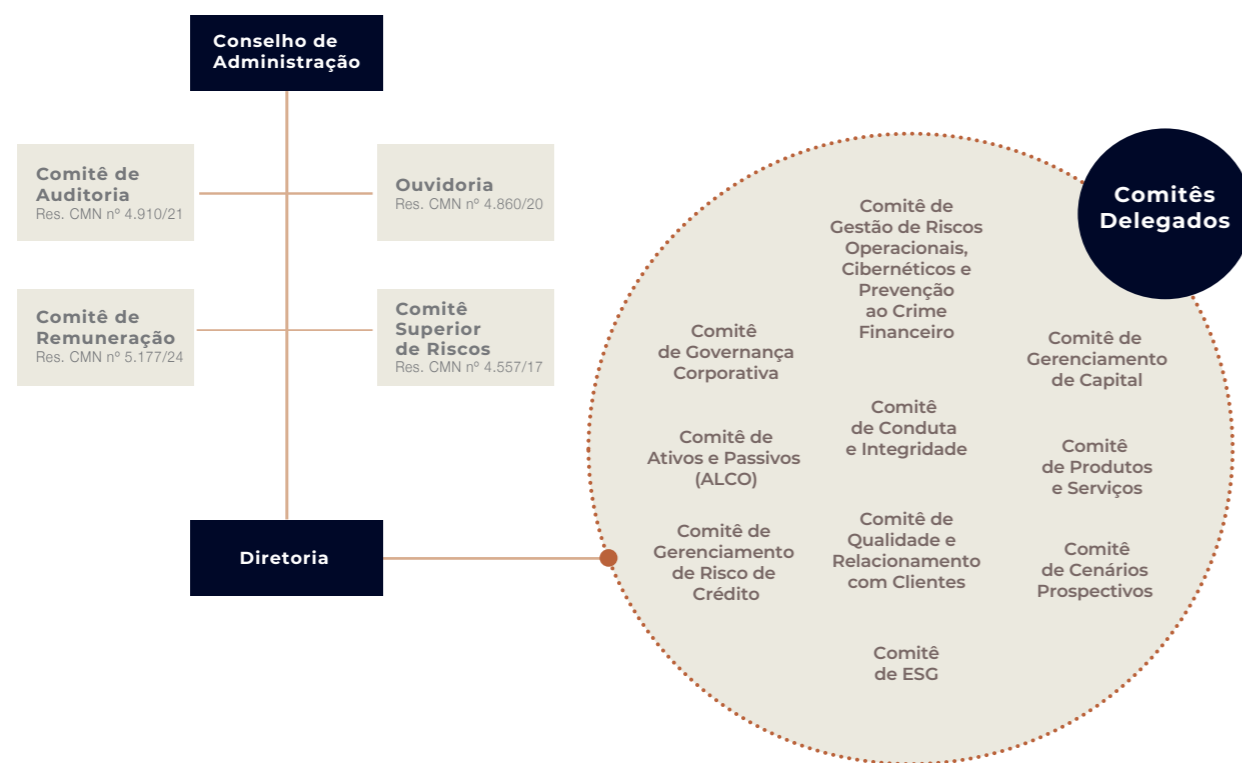 Conselho de
Administração
Comitê de
Auditoria
Res. CMN nº 4.910/21
Ouvidoria
Res. CMN nº 4.860/20
Comitê de
Remuneração
Res. CMN nº 5.177/24
Comitê
Superior
de Riscos
Res. CMN nº 4.557/17
Diretoria
Comitês
Delegados
Comitê de
Gestão de Riscos
Operacionais,
Cibernéticos e
Prevenção
ao Crime
Financeiro
Comitê
de Governança
Corporativa
Comitê de
Gerenciamento
de Capital
Comitê
de Conduta
e Integridade
Comitê de
Ativos e Passivos
(ALCO)
Comitê
de Produtos
e Serviços
Comitê de
Gerenciamento
de Risco de
Crédito
Comitê de
Qualidade e
Relacionamento
com Clientes
Comitê
de Cenários
Prospectivos
Comitê
de ESG